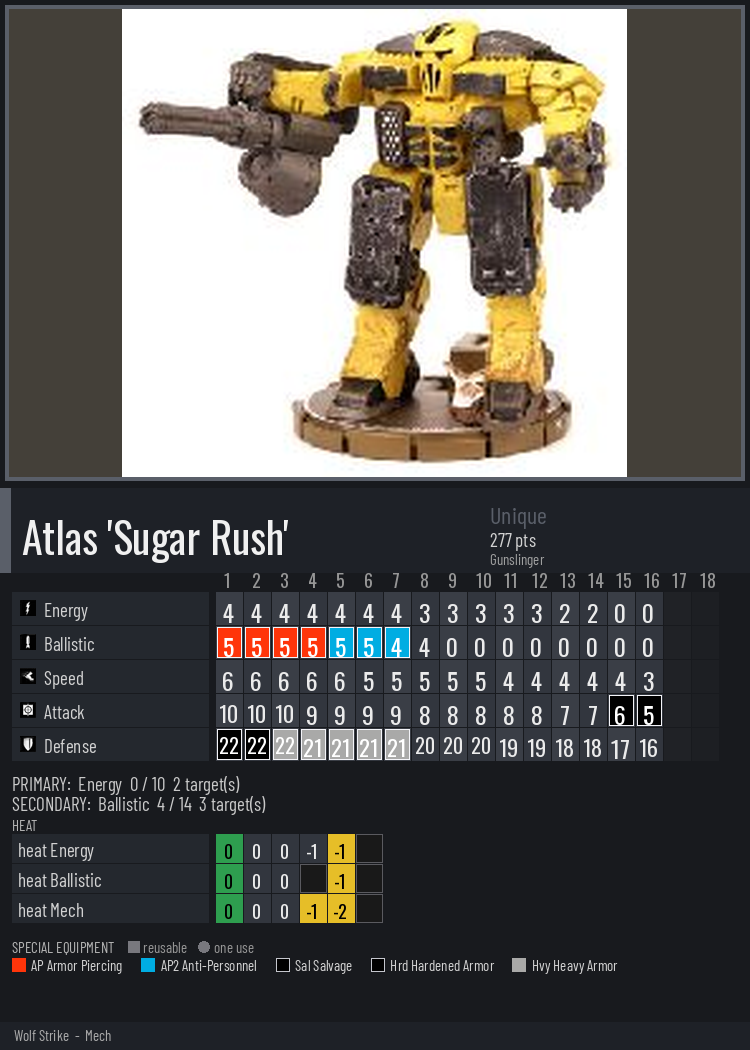 Atlas 'Sugar Rush'
Unique
277 pts
Gunslinger
1 2 3 4 5 6 7 8 9 10 11 12 13 14 15 16 17 18
Energy 4 4 4 4 4 4 4 3 3 3 3 3 2 2 0 0
Ballistic 5 5 5 5 5 5 4 4 0 0 0 0 0 0 0 0
Speed 6 6 6 6 6 5 5 5 5 5 4 4 4 4 4 3
Attack 10 10 10 9 9 9 9 8 8 8 8 8 7 7 6 5
Defense 22 22 22 21 21 21 21 20 20 20 19 19 18 18 17 16
PRIMARY: Energy 0 / 10 2 target(s)
SECONDARY: Ballistic 4 / 14 3 target(s)
HEAT
heat Energy 0 0 0 -1 -1
heat Ballistic 0 0 0 -1
heat Mech 0 0 0 -1 -2
SPECIAL EQUIPMENT reusable one use
AP Armor Piercing AP2 Anti-Personnel Sal Salvage Hrd Hardened Armor Hvy Heavy Armor
Wolf Strike - Mech